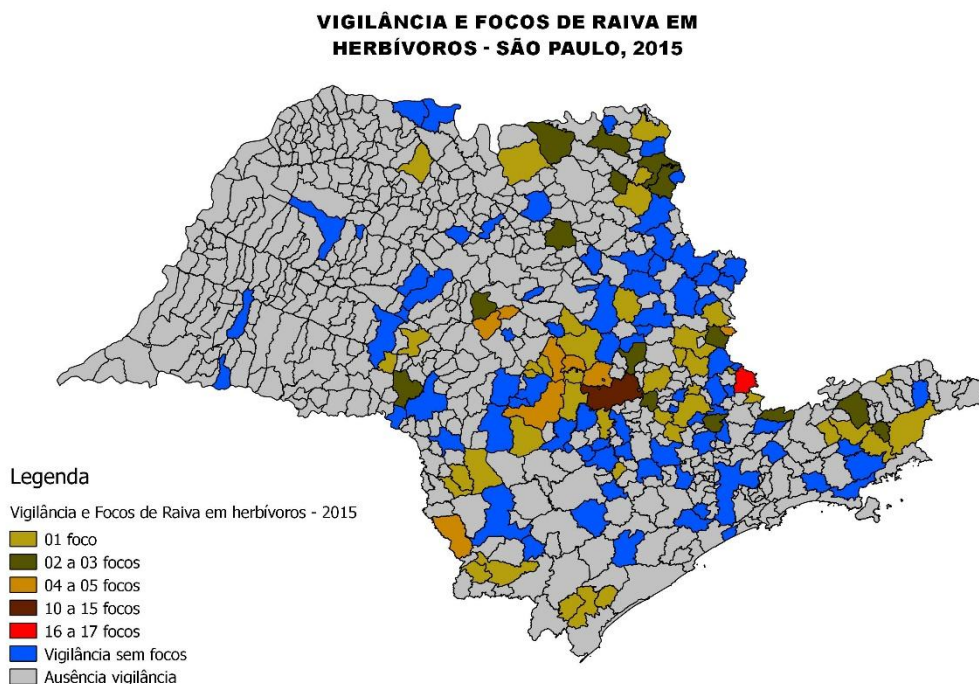 VIGILÂNCIA E FOCOS DE RAIVA EM
HERBÍVOROS - SÃO PAULO, 2015
Legenda
Vigilância e Focos de Raiva em herbívoros - 2015
01 foco
02 a 03 focos
04 a 05 focos
10 a 15 focos
16 a 17 focos
Vigilância sem focos
Ausência vigilância